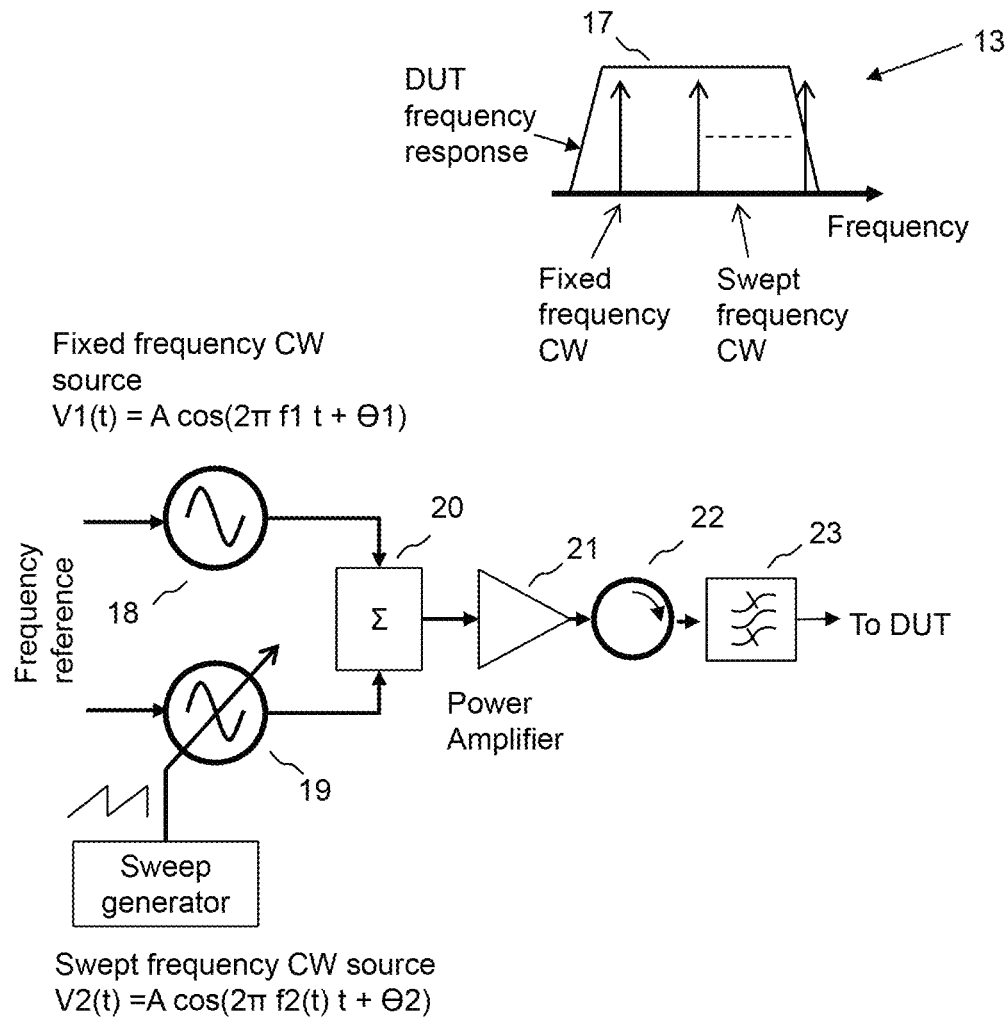 17
13
DUT
frequency
response
Frequency
Fixed
frequency
CW
Swept
frequency
CW
Fixed frequency CW
source
V1(t) = A cos(2π f1 t + ϴ1)
Frequency
reference
18
20
Σ
21
22
23
To DUT
Power
Amplifier
19
Sweep
generator
Swept frequency CW source
V2(t) =A cos(2π f2(t) t + ϴ2)